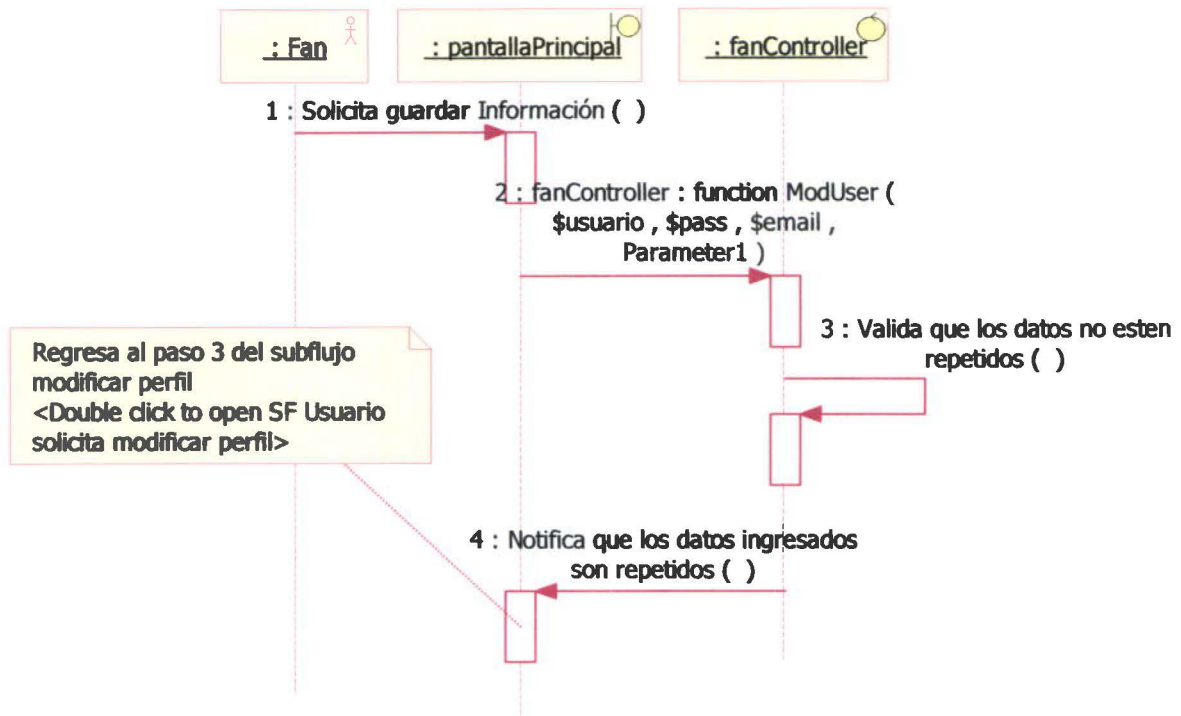 : Fan
: pantallaPrincipal
: fanController
1 : Solicita guardar Información ( )
2 : fanController : function ModUser (
$usuario , $pass , $email ,
Parameter1 )
3 : Valida que los datos no esten
repetidos ( )
Regresa al paso 3 del subflujo
modificar perfil
<Double click to open SF Usuario
solicita modificar perfil>
4 : Notifica que los datos ingresados
son repetidos ( )